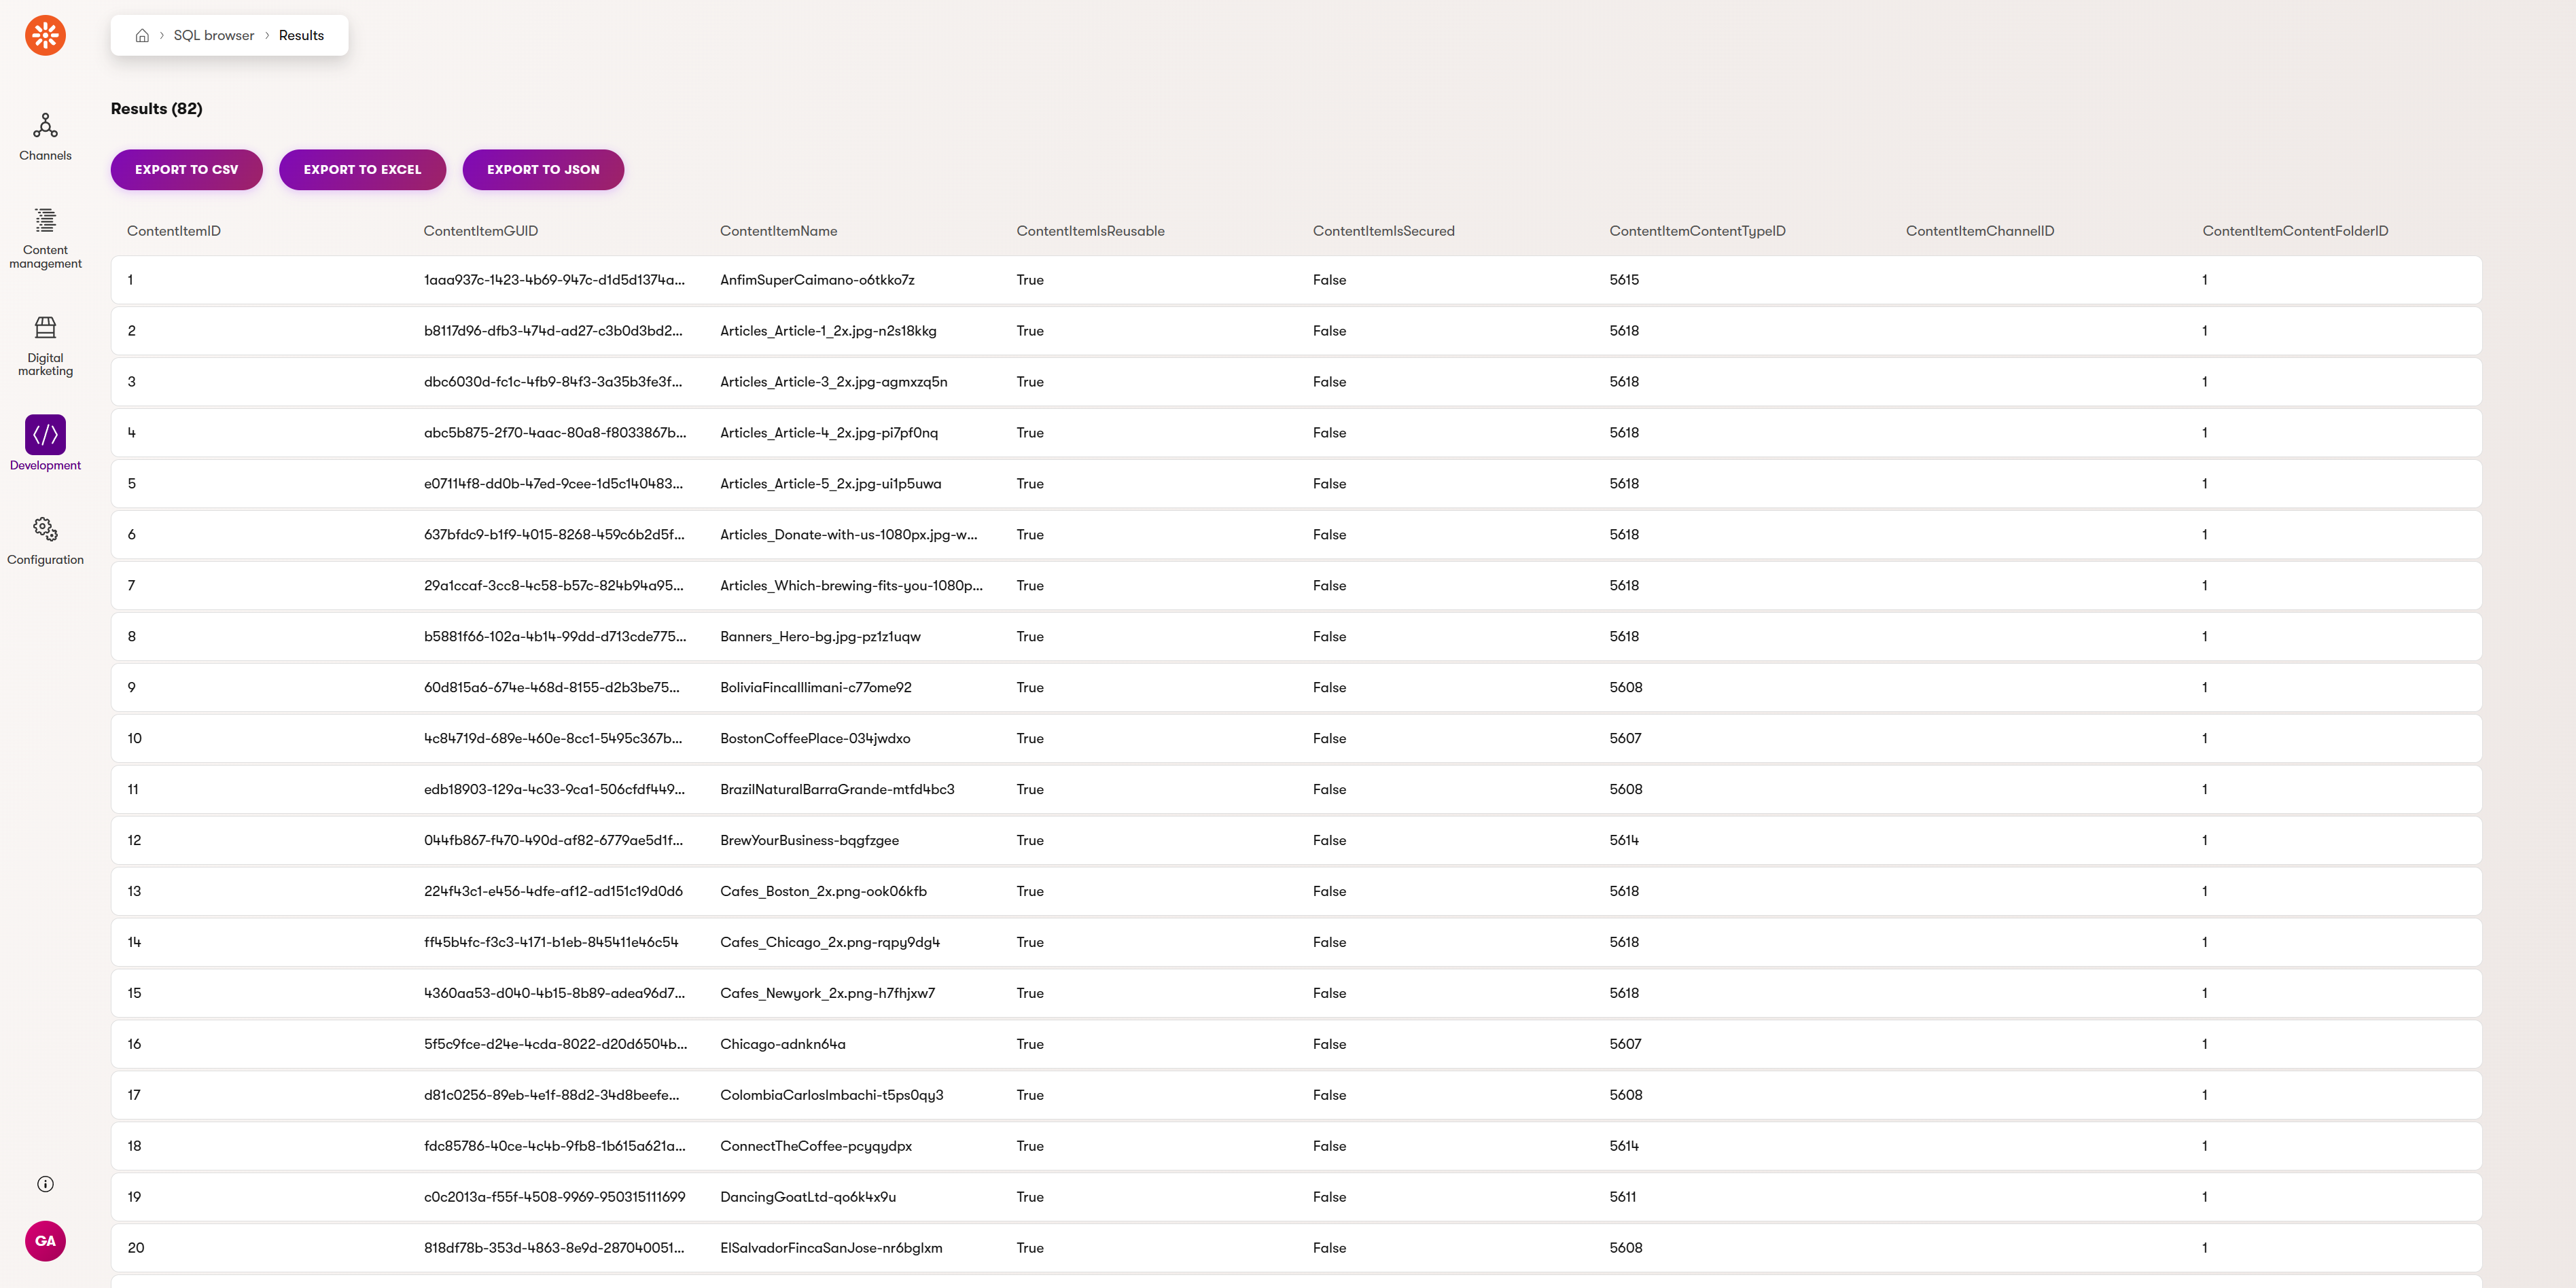 SQL browser Results
Results (82)
Channels
EXPORT TO CSV EXPORT TO EXCEL EXPORT TO JSON
Content management
Digital marketing
Development
Configuration
GA
ContentItemID ContentItemGUID ContentItemName ContentItemIsReusable ContentItemIsSecured ContentItemContentTypeID ContentItemChannelID ContentItemContentFolderID
1 1aaa937c-1423-4b69-947c-d1d5d1374a... AnfimSuperCaimano-o6tkko7z True False 5615 1
2 b8117d96-dfb3-474d-ad27-c3b0d3bd2... Articles_Article-1_2x.jpg-n2s18kkg True False 5618 1
3 dbc6030d-fc1c-4fb9-84f3-3a35b3fe3f... Articles_Article-3_2x.jpg-agmxzq5n True False 5618 1
4 abc5b875-2f70-4aac-80a8-f8033867b... Articles_Article-4_2x.jpg-pi7pf0nq True False 5618 1
5 e07114f8-dd0b-47ed-9cee-1d5c140483... Articles_Article-5_2x.jpg-ui1p5uwa True False 5618 1
6 637bfdc9-b1f9-4015-8268-459c6b2d5f... Articles_Donate-with-us-1080px.jpg-w... True False 5618 1
7 29a1ccaf-3cc8-4c58-b57c-824b94a95... Articles_Which-brewing-fits-you-1080p... True False 5618 1
8 b5881f66-102a-4b14-99dd-d713cde775... Banners_Hero-bg.jpg-pz1z1uqw True False 5618 1
9 60d815a6-674e-468d-8155-d2b3be75... BoliviaFincaIllimani-c77ome92 True False 5608 1
10 4c84719d-689e-460e-8cc1-5495c367b... BostonCoffeePlace-034jwdxo True False 5607 1
11 edb18903-129a-4c33-9ca1-506cfdf449... BrazilNaturalBarraGrande-mtfd4bc3 True False 5608 1
12 044fb867-f470-490d-af82-6779ae5d1f... BrewYourBusiness-bqgfzgee True False 5614 1
13 224f43c1-e456-4dfe-af12-ad151c19d0d6 Cafes_Boston_2x.png-ook06kfb True False 5618 1
14 ff45b4fc-f3c3-4171-b1eb-845411e46c54 Cafes_Chicago_2x.png-rqpy9dg4 True False 5618 1
15 4360aa53-d040-4b15-8b89-adea96d7... Cafes_Newyork_2x.png-h7fhjxw7 True False 5618 1
16 5f5c9fce-d24e-4cda-8022-d20d6504b... Chicago-adnkn64a True False 5607 1
17 d81c0256-89eb-4e1f-88d2-34d8beefe... ColombiaCarlosImbachi-t5ps0qy3 True False 5608 1
18 fdc85786-40ce-4c4b-9fb8-1b615a621a... ConnectTheCoffee-pcyqydpx True False 5614 1
19 c0c2013a-f55f-4508-9969-950315111699 DancingGoatLtd-qo6k4x9u True False 5611 1
20 818df78b-353d-4863-8e9d-287040051... ElSalvadorFincaSanJose-nr6bglxm True False 5608 1